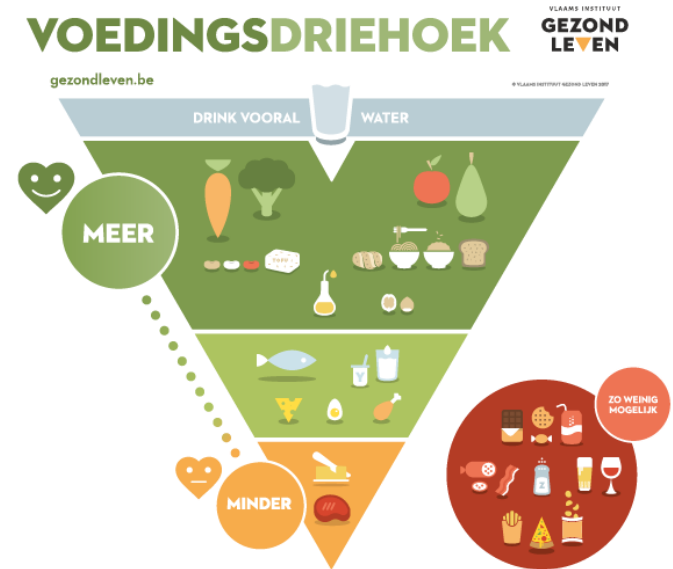 VOEDINGSDRIEHOEK
VLAAMS INSTITUUT
GEZOND
LEVEN
gezondleven.be
© VLAAMS INSTITUUT GEZOND LEVEN 2017
DRINK VOORAL WATER
MEER
TOFU
Y
ZO WEINIG
MOGELIJK
Z
MINDER